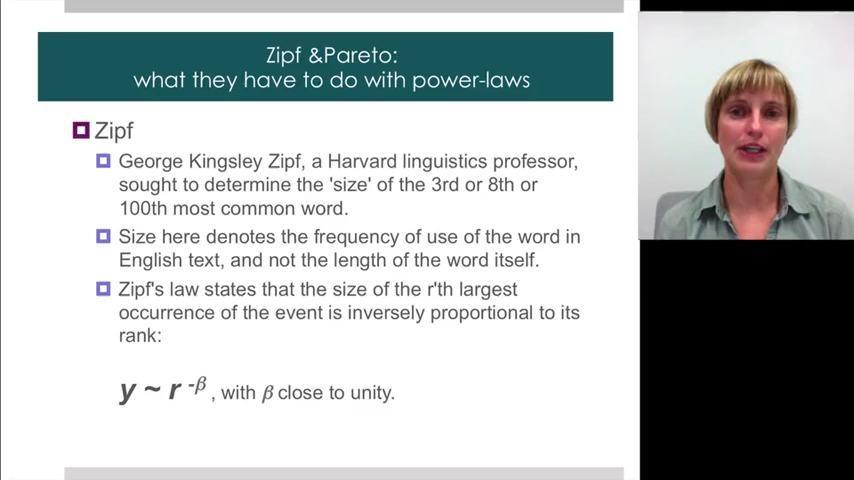 Zipf &Pareto:
what they have to do with power-laws
Zipf
George Kingsley Zipf, a Harvard linguistics professor,
sought to determine the 'size' of the 3rd or 8th or
100th most common word.
Size here denotes the frequency of use of the word in
English text, and not the length of the word itself.
Zipf's law states that the size of the r'th largest
occurrence of the event is inversely proportional to its
rank:
y ~ r -β , with β close to unity.